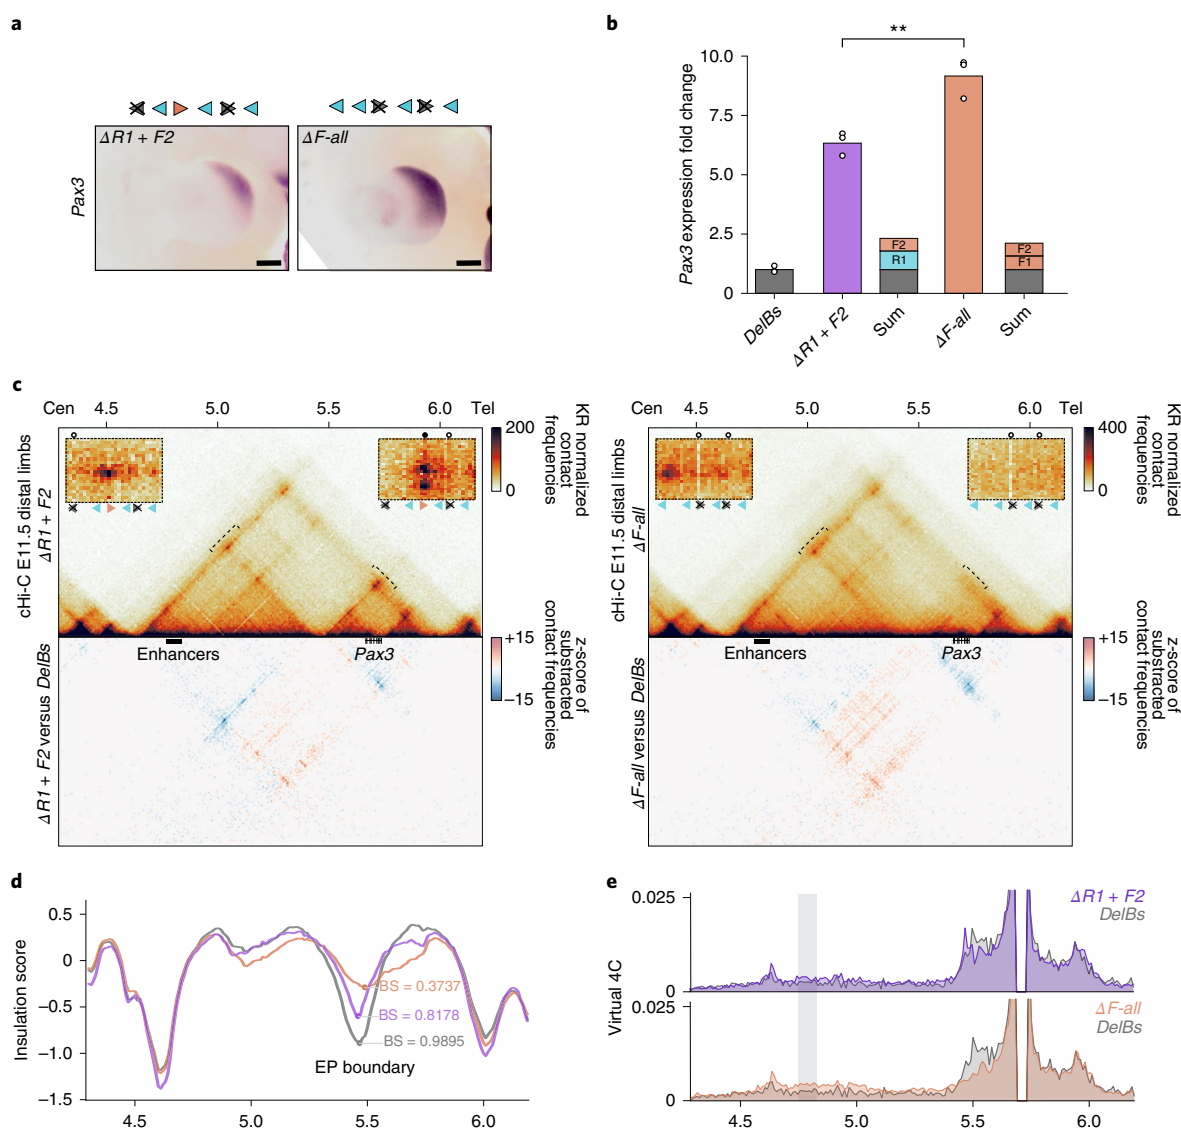 a
ΔR1 + F2
ΔF-all
Pax3
b
**
Pax3 expression fold change
10.0
7.5
5.0
2.5
0
F2
R1
F2
F1
DelBs
ΔR1 + F2
Sum
ΔF-all
Sum
c
Cen 4.5 5.0 5.5 6.0 Tel
cHi-C E11.5 distal limbs
ΔR1 + F2
200
0
KR normalized
contact
frequencies
Enhancers
Pax3
ΔR1 + F2 versus DelBs
+15
−15
z-score of
substracted
contact frequencies
Cen 4.5 5.0 5.5 6.0 Tel
cHi-C E11.5 distal limbs
ΔF-all
400
0
KR normalized
contact
frequencies
Enhancers
Pax3
ΔF-all versus DelBs
+15
−15
z-score of
substracted
contact frequencies
d
Insulation score
0.5
0
−0.5
−1.0
−1.5
BS = 0.3737
BS = 0.8178
BS = 0.9895
EP boundary
4.5 5.0 5.5 6.0
e
Virtual 4C
0.025
0
ΔR1 + F2
DelBs
0.025
0
ΔF-all
DelBs
4.5 5.0 5.5 6.0